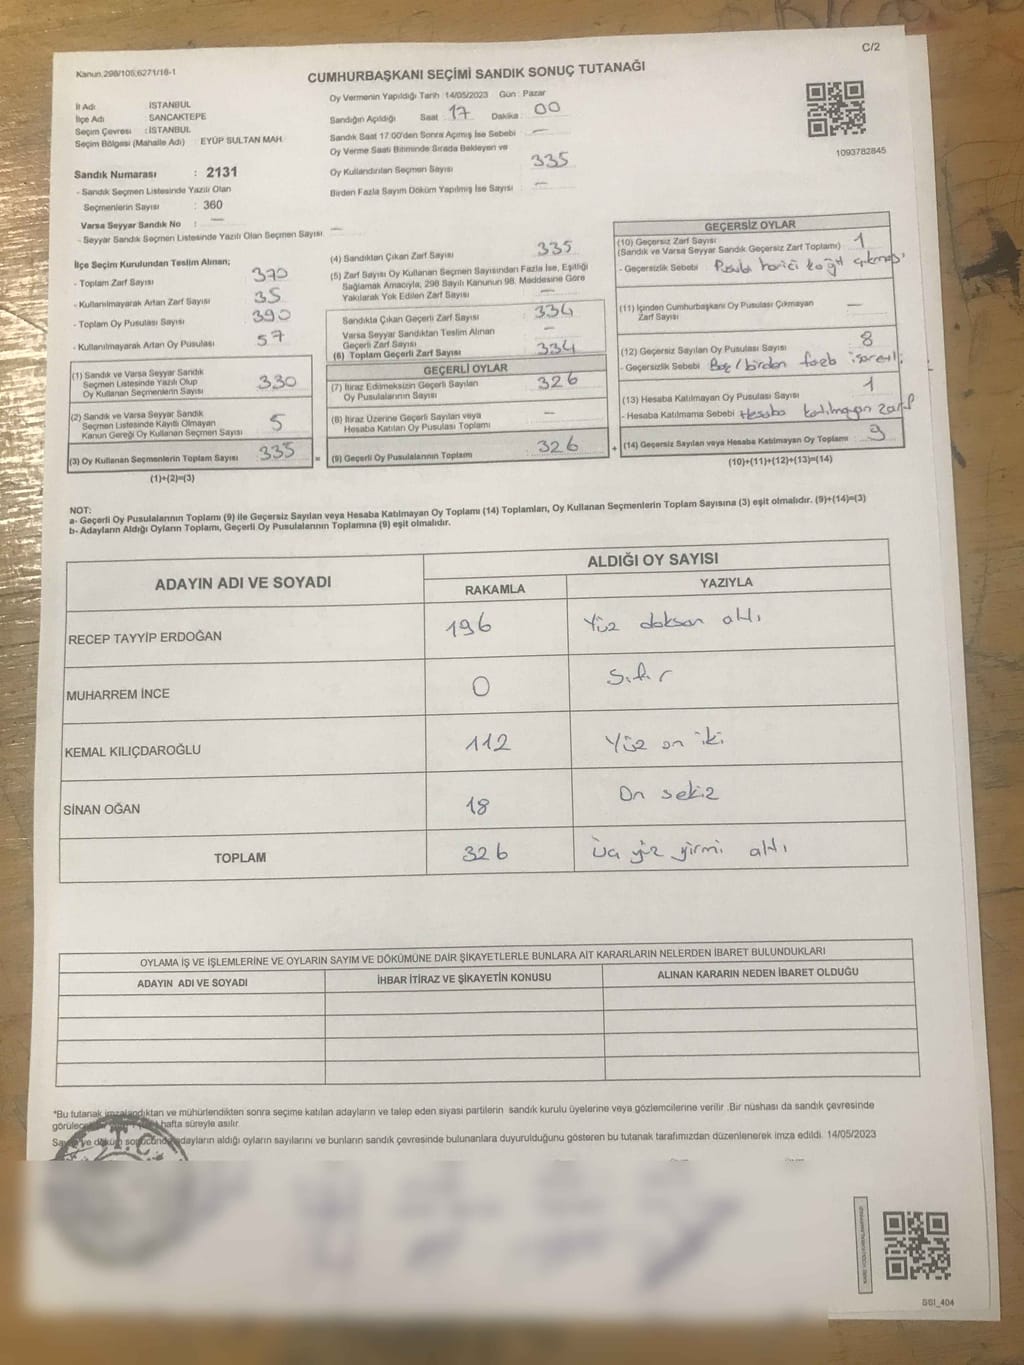 C/2
Kanun,298/105;6271/16-1
CUMHURBAŞKANI SEÇİMİ SANDIK SONUÇ TUTANAĞI
İl Adı : İSTANBUL
İlçe Adı : SANCAKTEPE
Seçim Çevresi : İSTANBUL
Seçim Bölgesi (Mahalle Adı) : EYÜP SULTAN MAH.
Sandık Numarası : 2131
- Sandık Seçmen Listesinde Yazılı Olan
Seçmenlerin Sayısı : 360
Varsa Seyyar Sandık No : —
- Seyyar Sandık Seçmen Listesinde Yazılı Olan Seçmen Sayısı: —
Oy Vermenin Yapıldığı Tarih : 14/05/2023 Gün : Pazar
Sandığın Açıldığı Saat : 17 Dakika : 00
Sandık Saat 17:00'den Sonra Açılmış İse Sebebi : —
Oy Verme Saati Bitiminde Sırada Bekleyen ve
Oy Kullandırılan Seçmen Sayısı : 335
Birden Fazla Sayım Döküm Yapılmış İse Sayısı : —
1093782845
İlçe Seçim Kurulundan Teslim Alınan;
- Toplam Zarf Sayısı : 370
- Kullanılmayarak Artan Zarf Sayısı : 35
- Toplam Oy Pusulası Sayısı : 390
- Kullanılmayarak Artan Oy Pusulası : 57
(1) Sandık ve Varsa Seyyar Sandık
Seçmen Listesinde Yazılı Olup
Oy Kullanan Seçmenlerin Sayısı : 330
(2) Sandık ve Varsa Seyyar Sandık
Seçmen Listesinde Kayıtlı Olmayan
Kanun Gereği Oy Kullanan Seçmen Sayısı : 5
(3) Oy Kullanan Seçmenlerin Toplam Sayısı : 335
(1)+(2)=(3)
(4) Sandıktan Çıkan Zarf Sayısı : 335
(5) Zarf Sayısı Oy Kullanan Seçmen Sayısından Fazla İse, Eşitliği
Sağlamak Amacıyla, 298 Sayılı Kanunun 98. Maddesine Göre
Yakılarak Yok Edilen Zarf Sayısı : —
Sandıkta Çıkan Geçerli Zarf Sayısı : 334
Varsa Seyyar Sandıktan Teslim Alınan
Geçerli Zarf Sayısı : —
(6) Toplam Geçerli Zarf Sayısı : 334
GEÇERLİ OYLAR
(7) İtiraz Edilmeksizin Geçerli Sayılan
Oy Pusulalarının Sayısı : 326
(8) İtiraz Üzerine Geçerli Sayılan veya
Hesaba Katılan Oy Pusulası Toplamı : —
= (9) Geçerli Oy Pusulalarının Toplamı : 326
GEÇERSİZ OYLAR
(10) Geçersiz Zarf Sayısı
(Sandık ve Varsa Seyyar Sandık Geçersiz Zarf Toplamı) : 1
- Geçersizlik Sebebi : Pusula harici kağıt çıkması
(11) İçinden Cumhurbaşkanı Oy Pusulası Çıkmayan
Zarf Sayısı : —
(12) Geçersiz Sayılan Oy Pusulası Sayısı : 8
- Geçersizlik Sebebi : Boş / birden fazla işaretli
(13) Hesaba Katılmayan Oy Pusulası Sayısı : 1
- Hesaba Katılmama Sebebi : Hesaba katılmayan zarf
+ (14) Geçersiz Sayılan veya Hesaba Katılmayan Oy Toplamı : 9
(10)+(11)+(12)+(13)=(14)
NOT:
a- Geçerli Oy Pusulalarının Toplamı (9) ile Geçersiz Sayılan veya Hesaba Katılmayan Oy Toplamı (14) Toplamları, Oy Kullanan Seçmenlerin Toplam Sayısına (3) eşit olmalıdır. (9)+(14)=(3)
b- Adayların Aldığı Oyların Toplamı, Geçerli Oy Pusulalarının Toplamına (9) eşit olmalıdır.
ADAYIN ADI VE SOYADI
ALDIĞI OY SAYISI
RAKAMLA YAZIYLA
RECEP TAYYİP ERDOĞAN 196 Yüz doksan altı
MUHARREM İNCE 0 Sıfır
KEMAL KILIÇDAROĞLU 112 Yüz on iki
SİNAN OĞAN 18 On sekiz
TOPLAM 326 Üç yüz yirmi altı
OYLAMA İŞ VE İŞLEMLERİNE VE OYLARIN SAYIM VE DÖKÜMÜNE DAİR ŞİKAYETLERLE BUNLARA AİT KARARLARIN NELERDEN İBARET BULUNDUKLARI
ADAYIN ADI VE SOYADI İHBAR İTİRAZ VE ŞİKAYETİN KONUSU ALINAN KARARIN NEDEN İBARET OLDUĞU
*Bu tutanak imzalandıktan ve mühürlendikten sonra seçime katılan adayların ve talep eden siyasi partilerin sandık kurulu üyelerine veya gözlemcilerine verilir .Bir nüshası da sandık çevresinde
hafta süreyle asılır.
ve döküm sonucunda adayların aldığı oyların sayılarını ve bunların sandık çevresinde bulunanlara duyurulduğunu gösteren bu tutanak tarafımızdan düzenlenerek imza edildi. 14/05/2023
T.C.
SSI_404